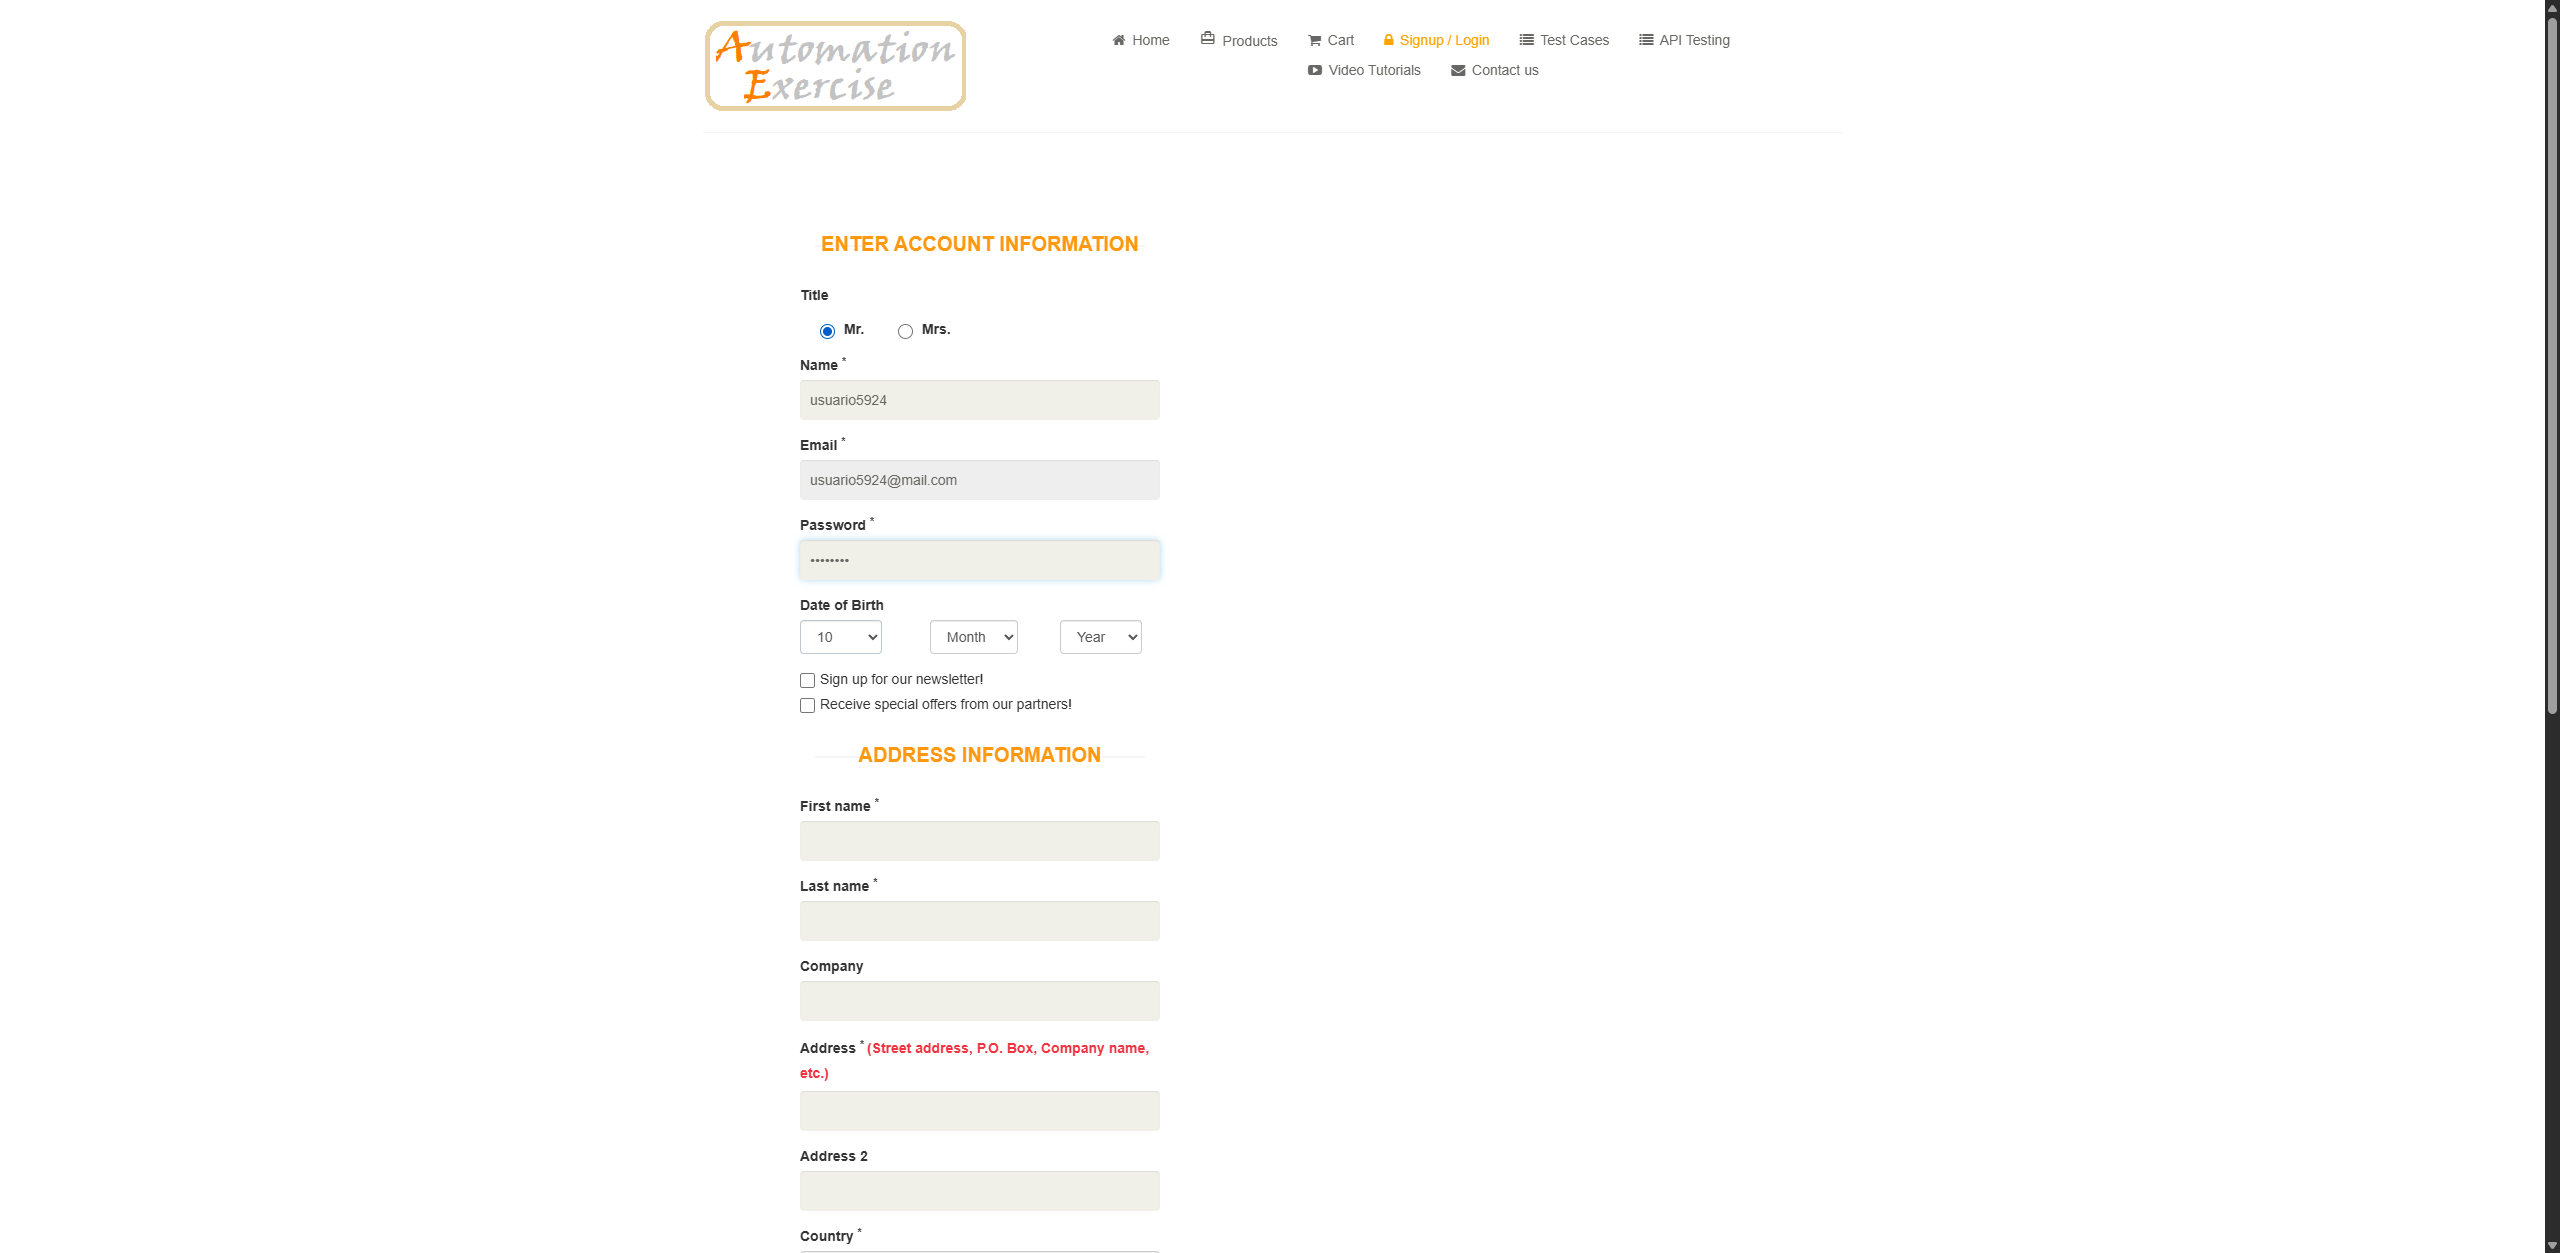 Automation
Exercise
Home
Products
Cart
Signup / Login
Test Cases
API Testing
Video Tutorials
Contact us
ENTER ACCOUNT INFORMATION
Title
Mr.
Mrs.
Name *
usuario5924
Email *
usuario5924@mail.com
Password *
••••••••
Date of Birth
10
Month
Year
Sign up for our newsletter!
Receive special offers from our partners!
ADDRESS INFORMATION
First name *
Last name *
Company
Address * (Street address, P.O. Box, Company name,
etc.)
Address 2
Country *